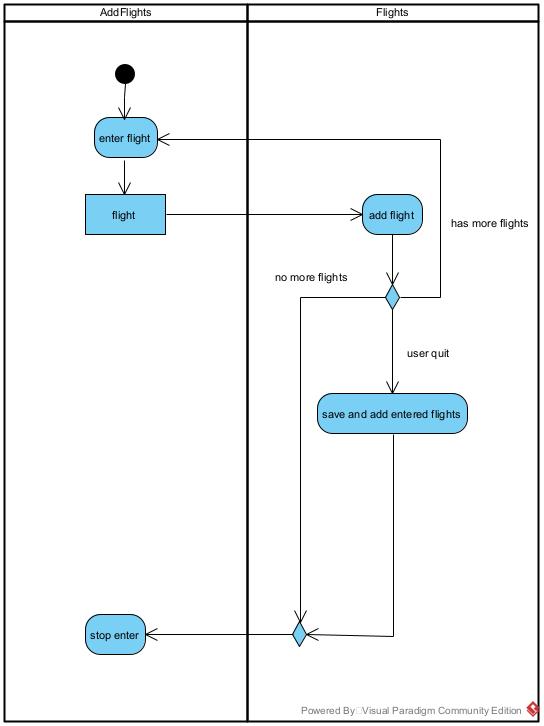 AddFlights
Flights
enter flight
flight
add flight
has more flights
no more flights
user quit
save and add entered flights
stop enter
Powered By Visual Paradigm Community Edition